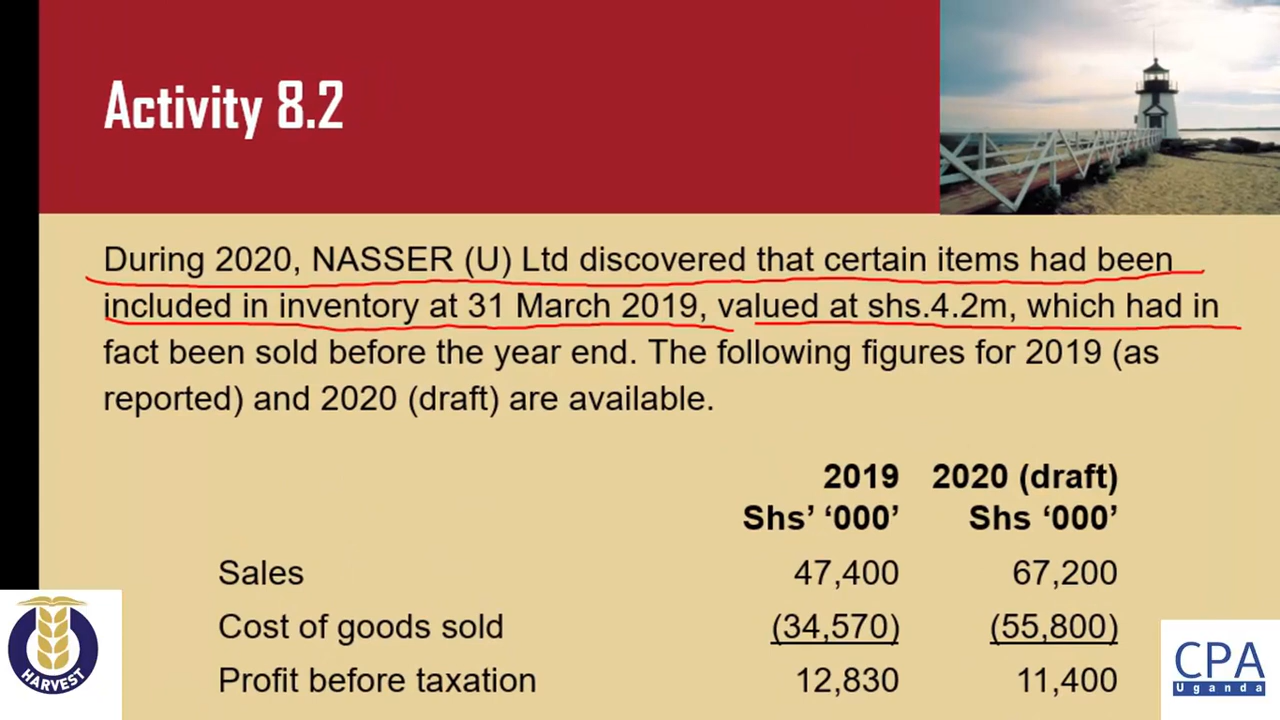 Activity 8.2
During 2020, NASSER (U) Ltd discovered that certain items had been
included in inventory at 31 March 2019, valued at shs.4.2m, which had in
fact been sold before the year end. The following figures for 2019 (as
reported) and 2020 (draft) are available.
2019 2020 (draft)
Shs’ ‘000’ Shs ‘000’
Sales 47,400 67,200
Cost of goods sold (34,570) (55,800)
Profit before taxation 12,830 11,400
HARVEST
CPA
Uganda